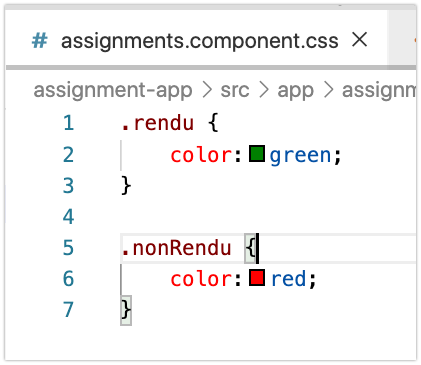 # assignments.component.css ×
assignment-app > src > app > assignm
1 .rendu {
2 color: green;
3 }
4
5 .nonRendu {
6 color: red;
7 }